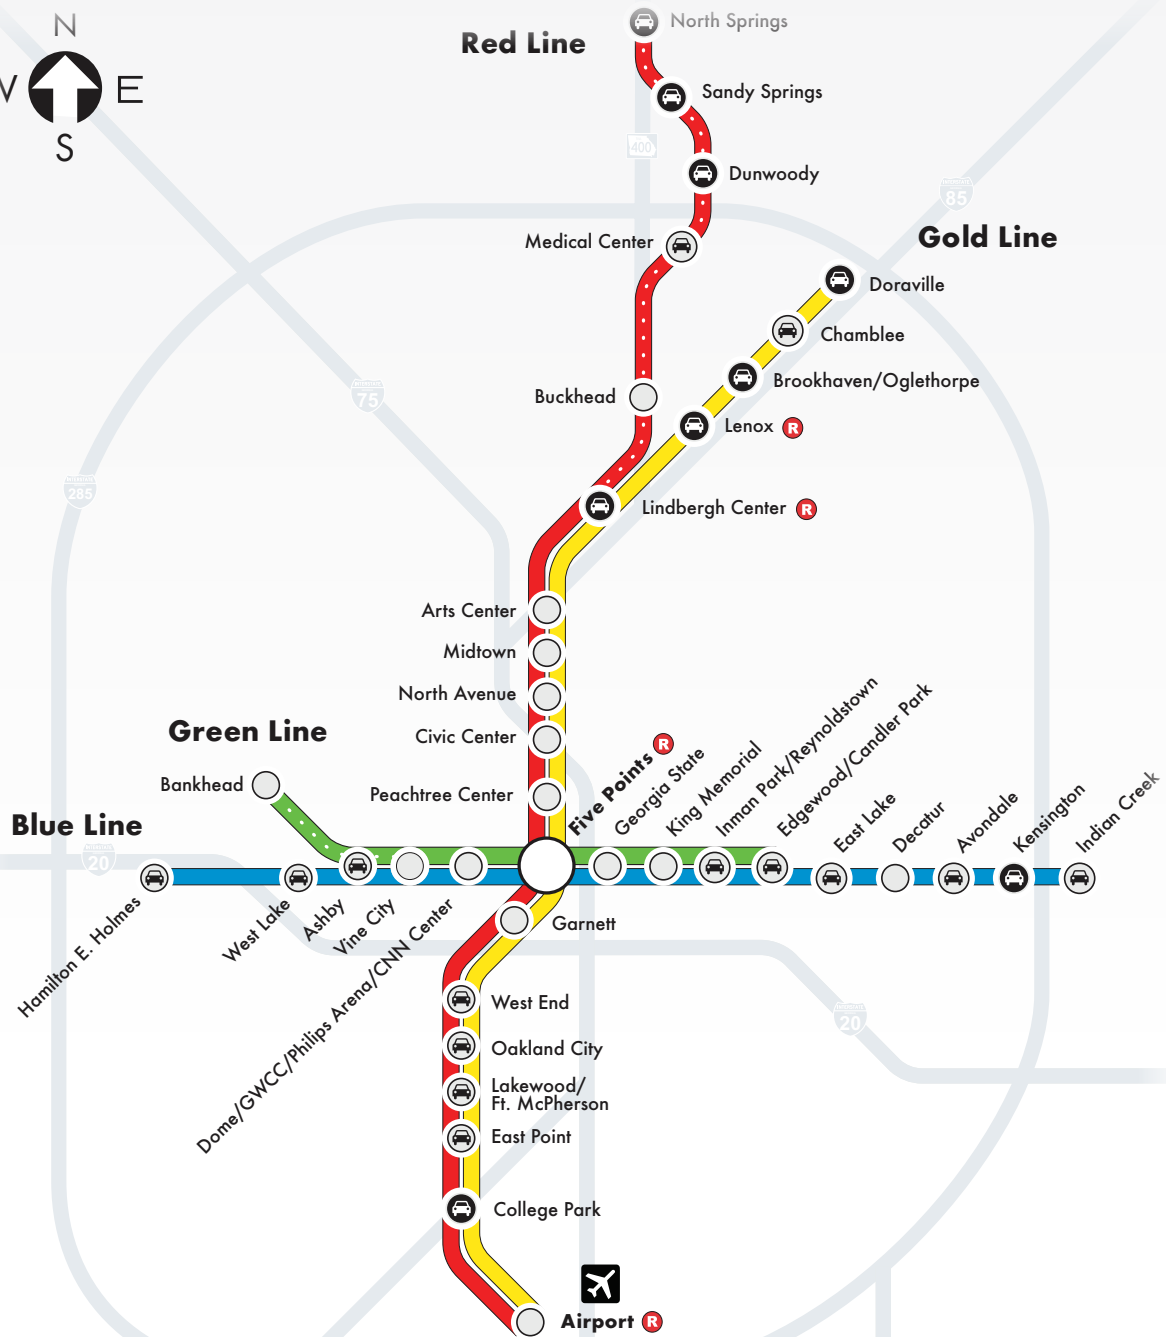 N
E
S
Red Line
North Springs
Sandy Springs
400
Dunwoody
85
Medical Center
Gold Line
Doraville
Chamblee
Brookhaven/Oglethorpe
75
Buckhead
Lenox R
285
Lindbergh Center R
Arts Center
Midtown
North Avenue
Civic Center
Peachtree Center
Green Line
Bankhead
Blue Line
20
Five Points R
Georgia State
King Memorial
Inman Park/Reynoldstown
Edgewood/Candler Park
East Lake
Decatur
Avondale
Kensington
Indian Creek
Hamilton E. Holmes
West Lake
Ashby
Vine City
Dome/GWCC/Philips Arena/CNN Center
Garnett
West End
20
Oakland City
Lakewood/
Ft. McPherson
East Point
College Park
Airport R